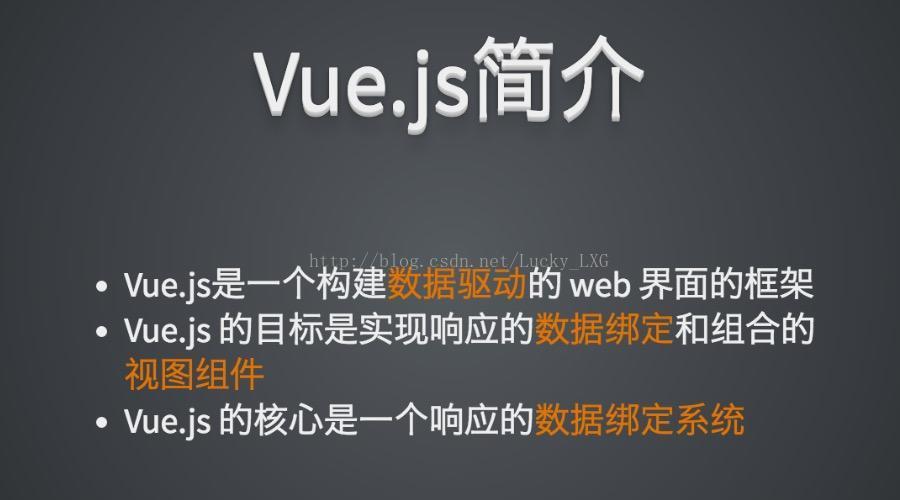 Vue.js简介
http://blog.csdn.net/Lucky_LXG
Vue.js是一个构建数据驱动的 web 界面的框架
Vue.js 的目标是实现响应的数据绑定和组合的
视图组件
Vue.js 的核心是一个响应的数据绑定系统